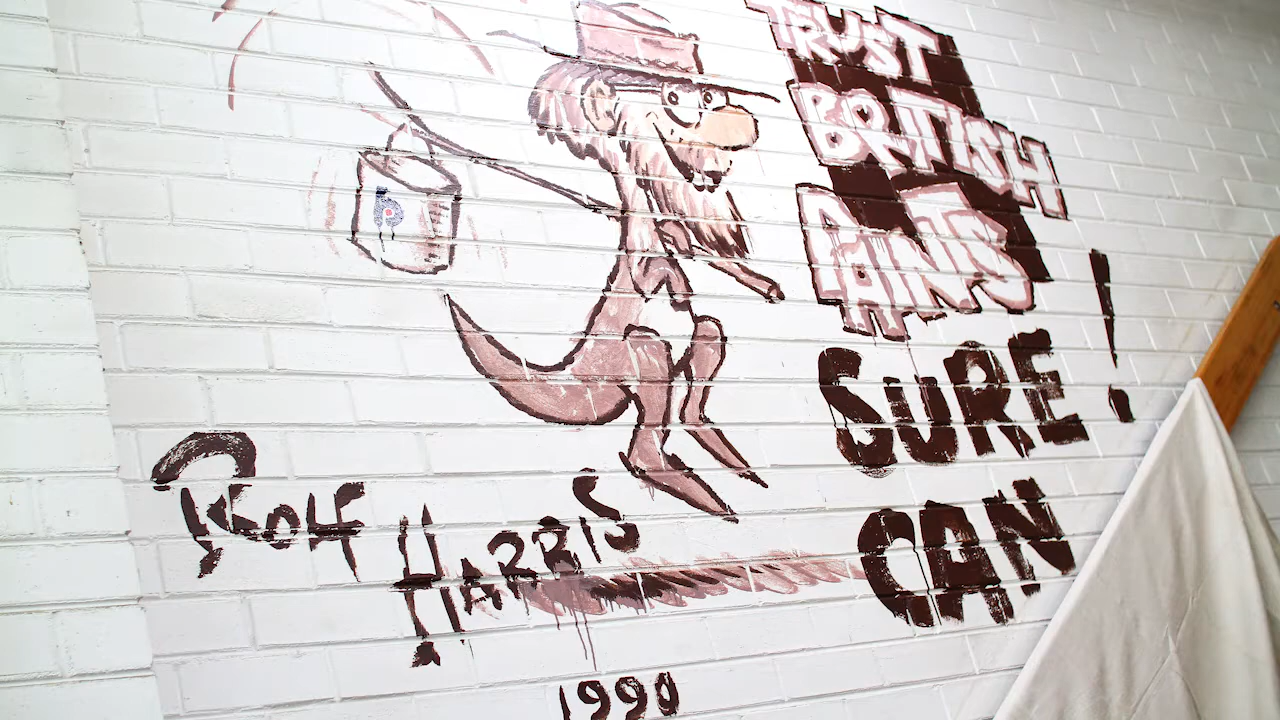 TRUST
BRITISH
PAINTS
SURE
CAN!
ROLF
HARRIS
1990